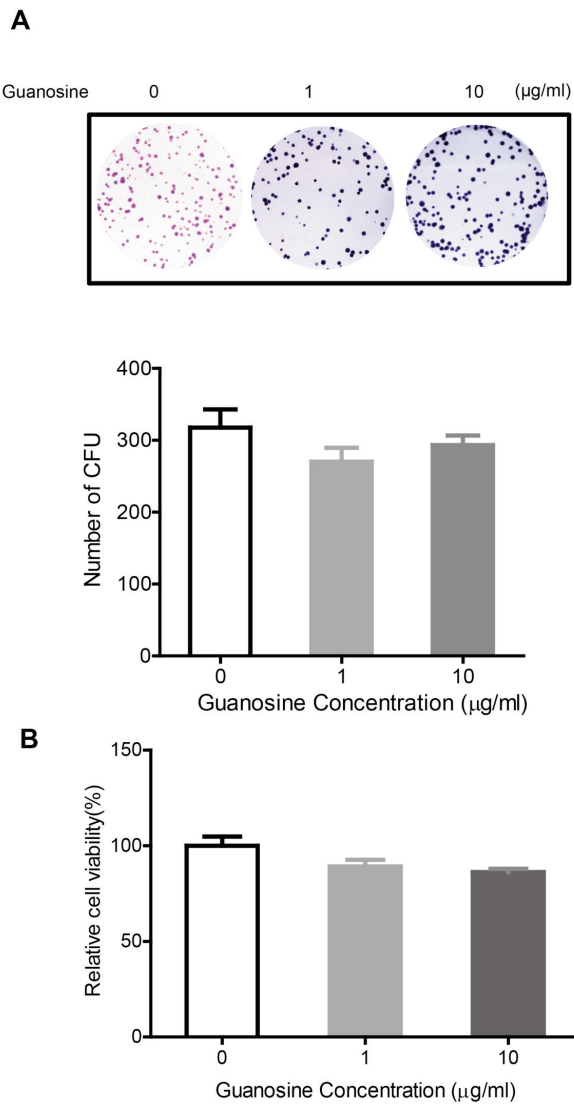 A
Guanosine 0 1 10 (μg/ml)
400
300
200
100
0
Number of CFU
0 1 10
Guanosine Concentration (μg/ml)
B
150
100
50
0
Relative cell viability(%)
0 1 10
Guanosine Concentration (μg/ml)